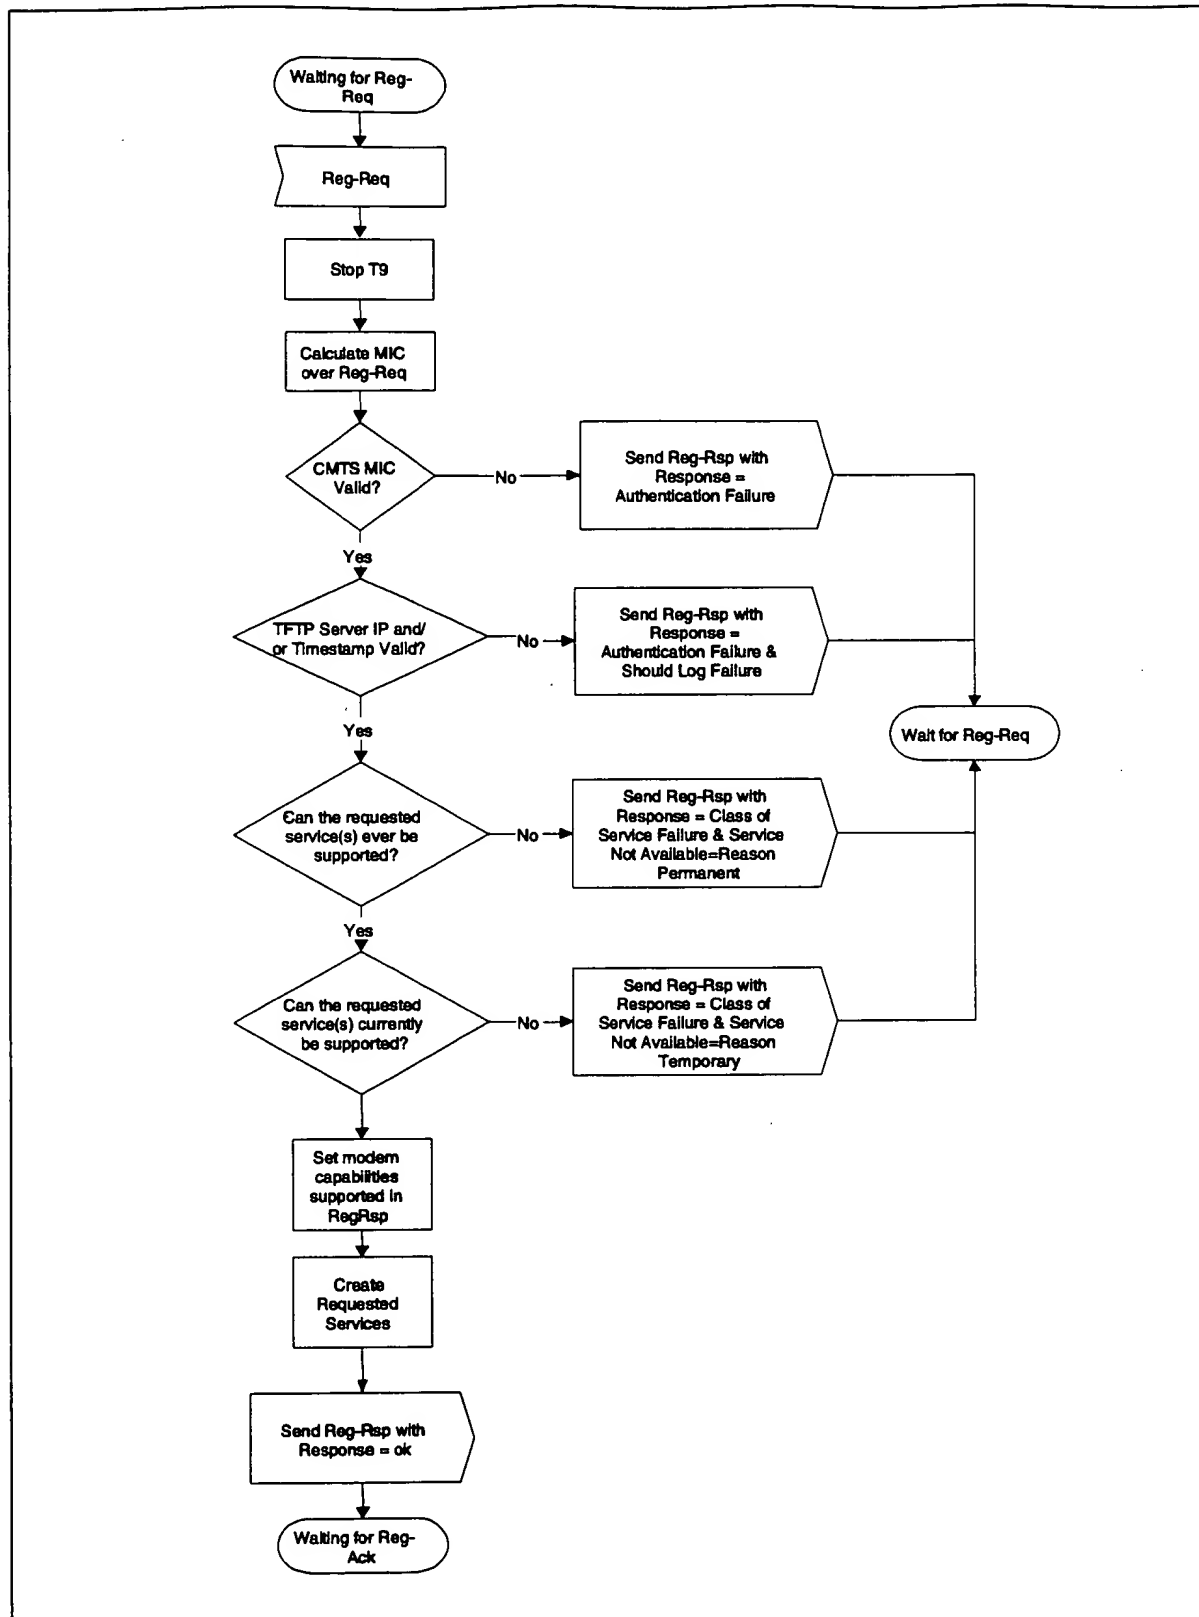 Waiting for Reg-
Req
Reg-Req
Stop T9
Calculate MIC
over Reg-Req
CMTS MIC
Valid?
No
Send Reg-Rsp with
Response =
Authentication Failure
Yes
TFTP Server IP and/
or Timestamp Valid?
No
Send Reg-Rsp with
Response =
Authentication Failure &
Should Log Failure
Yes
Wait for Reg-Req
Can the requested
service(s) ever be
supported?
No
Send Reg-Rsp with
Response = Class of
Service Failure & Service
Not Available=Reason
Permanent
Yes
Can the requested
service(s) currently
be supported?
No
Send Reg-Rsp with
Response = Class of
Service Failure & Service
Not Available=Reason
Temporary
Set modem
capabilities
supported in
RegRsp
Create
Requested
Services
Send Reg-Rsp with
Response = ok
Waiting for Reg-
Ack